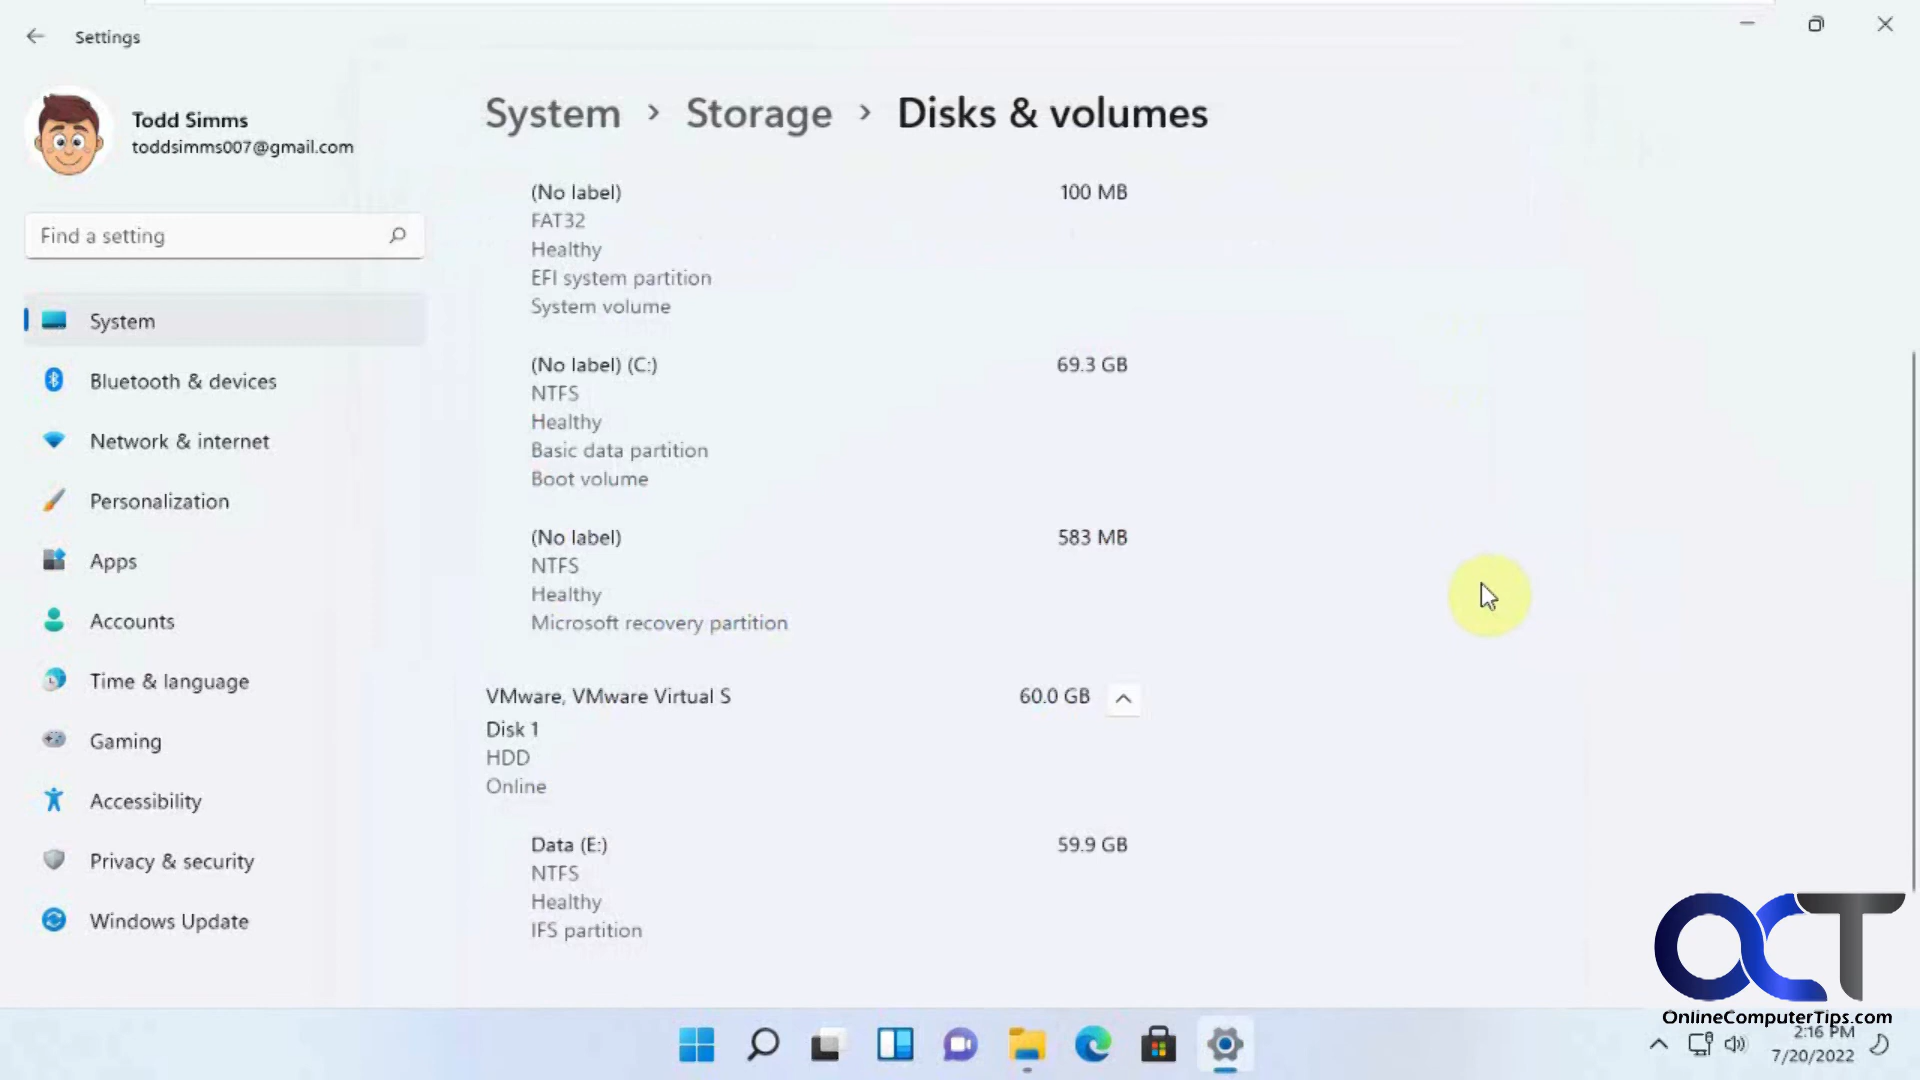 Settings
Todd Simms
toddsimms007@gmail.com
Find a setting
System
Bluetooth & devices
Network & internet
Personalization
Apps
Accounts
Time & language
Gaming
Accessibility
Privacy & security
Windows Update
System > Storage > Disks & volumes
(No label) 100 MB
FAT32
Healthy
EFI system partition
System volume
(No label) (C:) 69.3 GB
NTFS
Healthy
Basic data partition
Boot volume
(No label) 583 MB
NTFS
Healthy
Microsoft recovery partition
VMware, VMware Virtual S 60.0 GB
Disk 1
HDD
Online
Data (E:) 59.9 GB
NTFS
Healthy
IFS partition
OCT
OnlineComputerTips.com
2:16 PM
7/20/2022